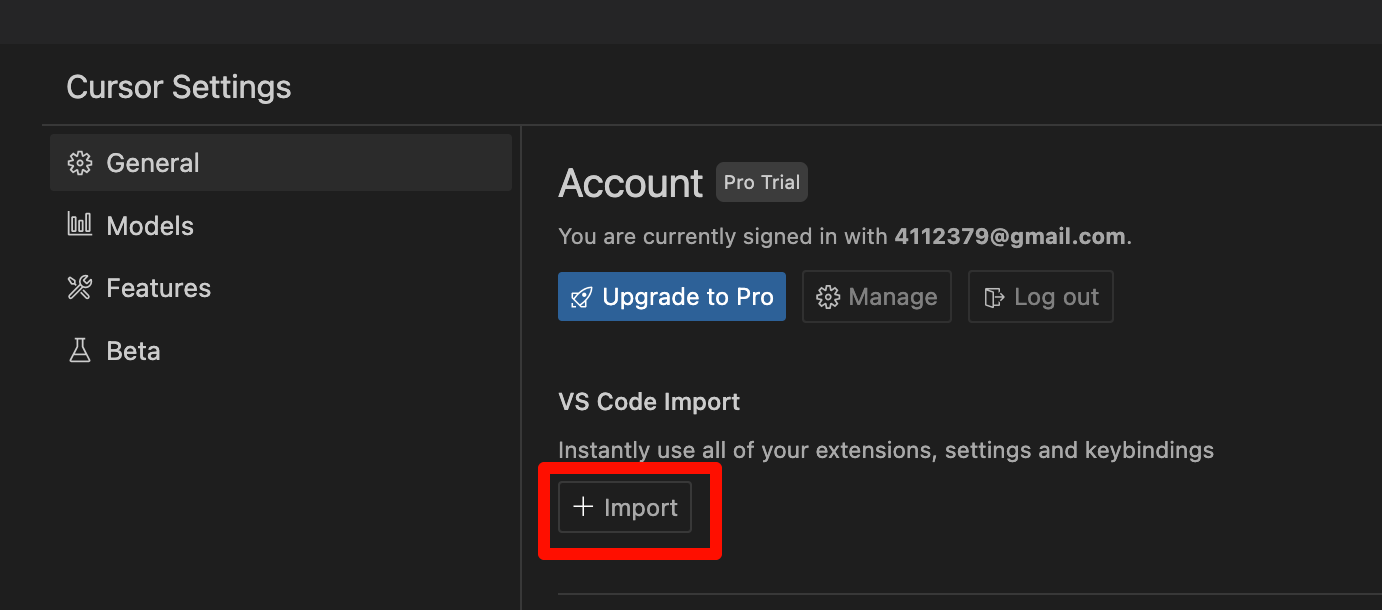 Cursor Settings
General
Models
Features
Beta
Account Pro Trial
You are currently signed in with 4112379@gmail.com.
Upgrade to Pro Manage Log out
VS Code Import
Instantly use all of your extensions, settings and keybindings
+ Import